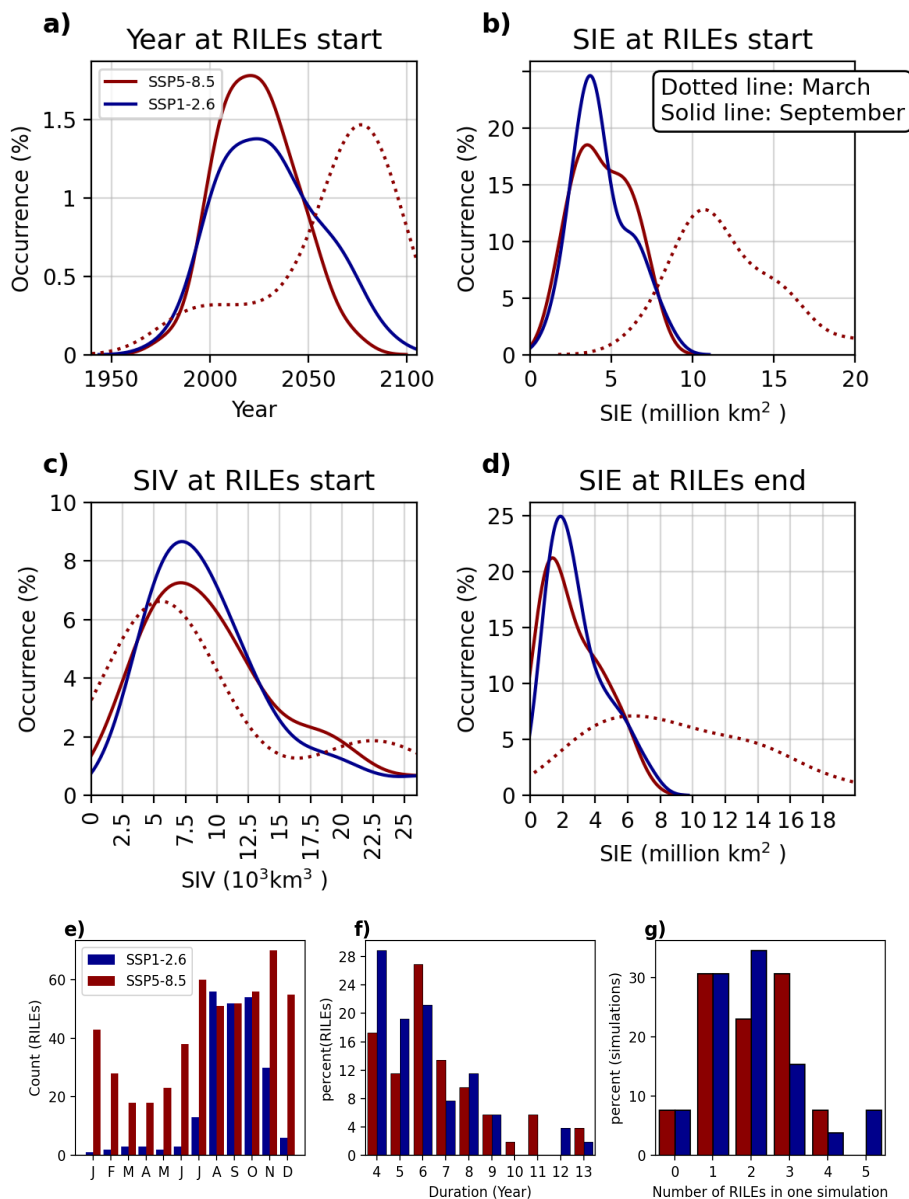 a)
Year at RILEs start
SSP5-8.5
SSP1-2.6
Occurrence (%)
1.5
1
0.5
0
1950 2000 2050 2100
Year
b)
SIE at RILEs start
Dotted line: March
Solid line: September
Occurrence (%)
20
15
10
5
0
0 5 10 15 20
SIE (million km² )
c)
SIV at RILEs start
Occurrence (%)
10
8
6
4
2
0
0 2.5 5 7.5 10 12.5 15 17.5 20 22.5 25
SIV (10³km³ )
d)
SIE at RILEs end
Occurrence (%)
25
20
15
10
5
0
0 2 4 6 8 10 12 14 16 18
SIE (million km² )
e)
SSP1-2.6
SSP5-8.5
Count (RILEs)
60
40
20
0
J F M A M J J A S O N D
f)
percent(RILEs
28
24
20
16
12
8
4
0
4 5 6 7 8 9 10 11 12 13
Duration (Year)
g)
percent (simulations)
30
20
10
0
0 1 2 3 4 5
Number of RILEs in one simulation